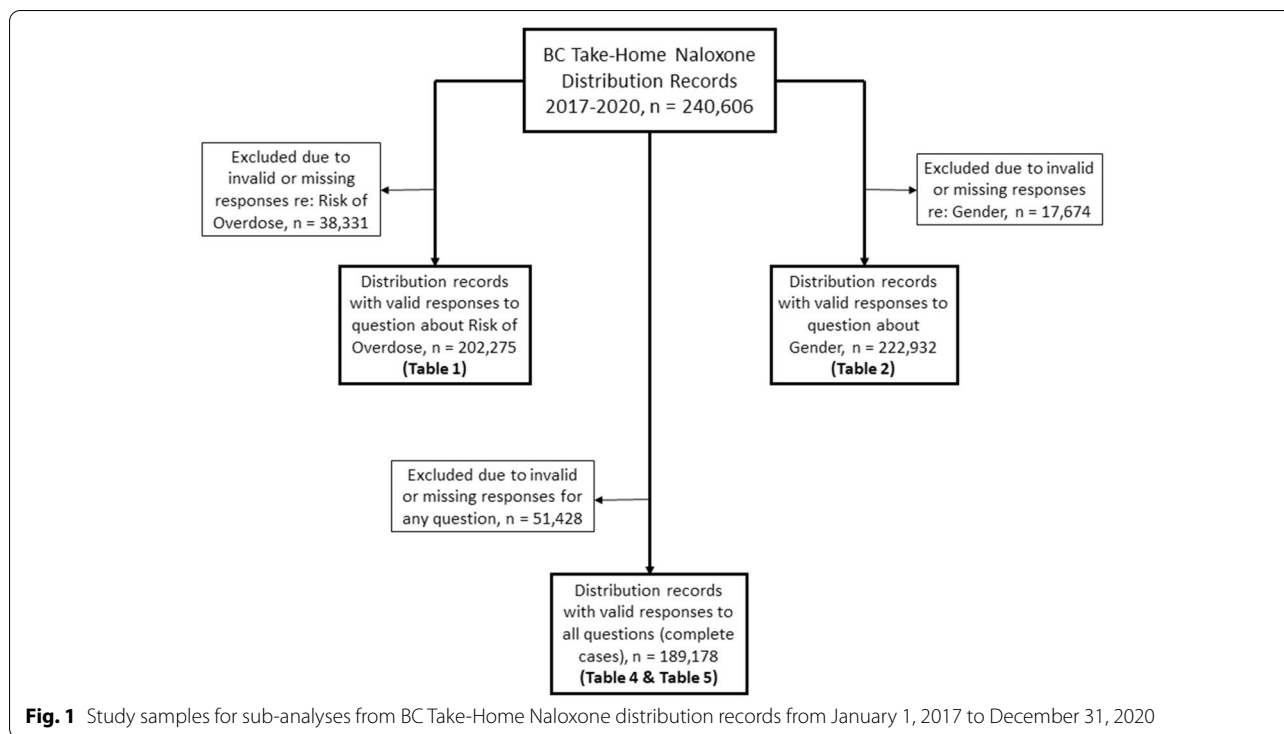 BC Take-Home Naloxone
Distribution Records
2017-2020, n = 240,606
Excluded due to
invalid or missing
responses re: Risk of
Overdose, n = 38,331
Excluded due to invalid
or missing responses
re: Gender, n = 17,674
Distribution records
with valid responses to
question about Risk of
Overdose, n = 202,275
(Table 1)
Distribution records
with valid responses to
question about
Gender, n = 222,932
(Table 2)
Excluded due to invalid
or missing responses for
any question, n = 51,428
Distribution records
with valid responses to
all questions (complete
cases), n = 189,178
(Table 4 & Table 5)
Fig. 1 Study samples for sub-analyses from BC Take-Home Naloxone distribution records from January 1, 2017 to December 31, 2020